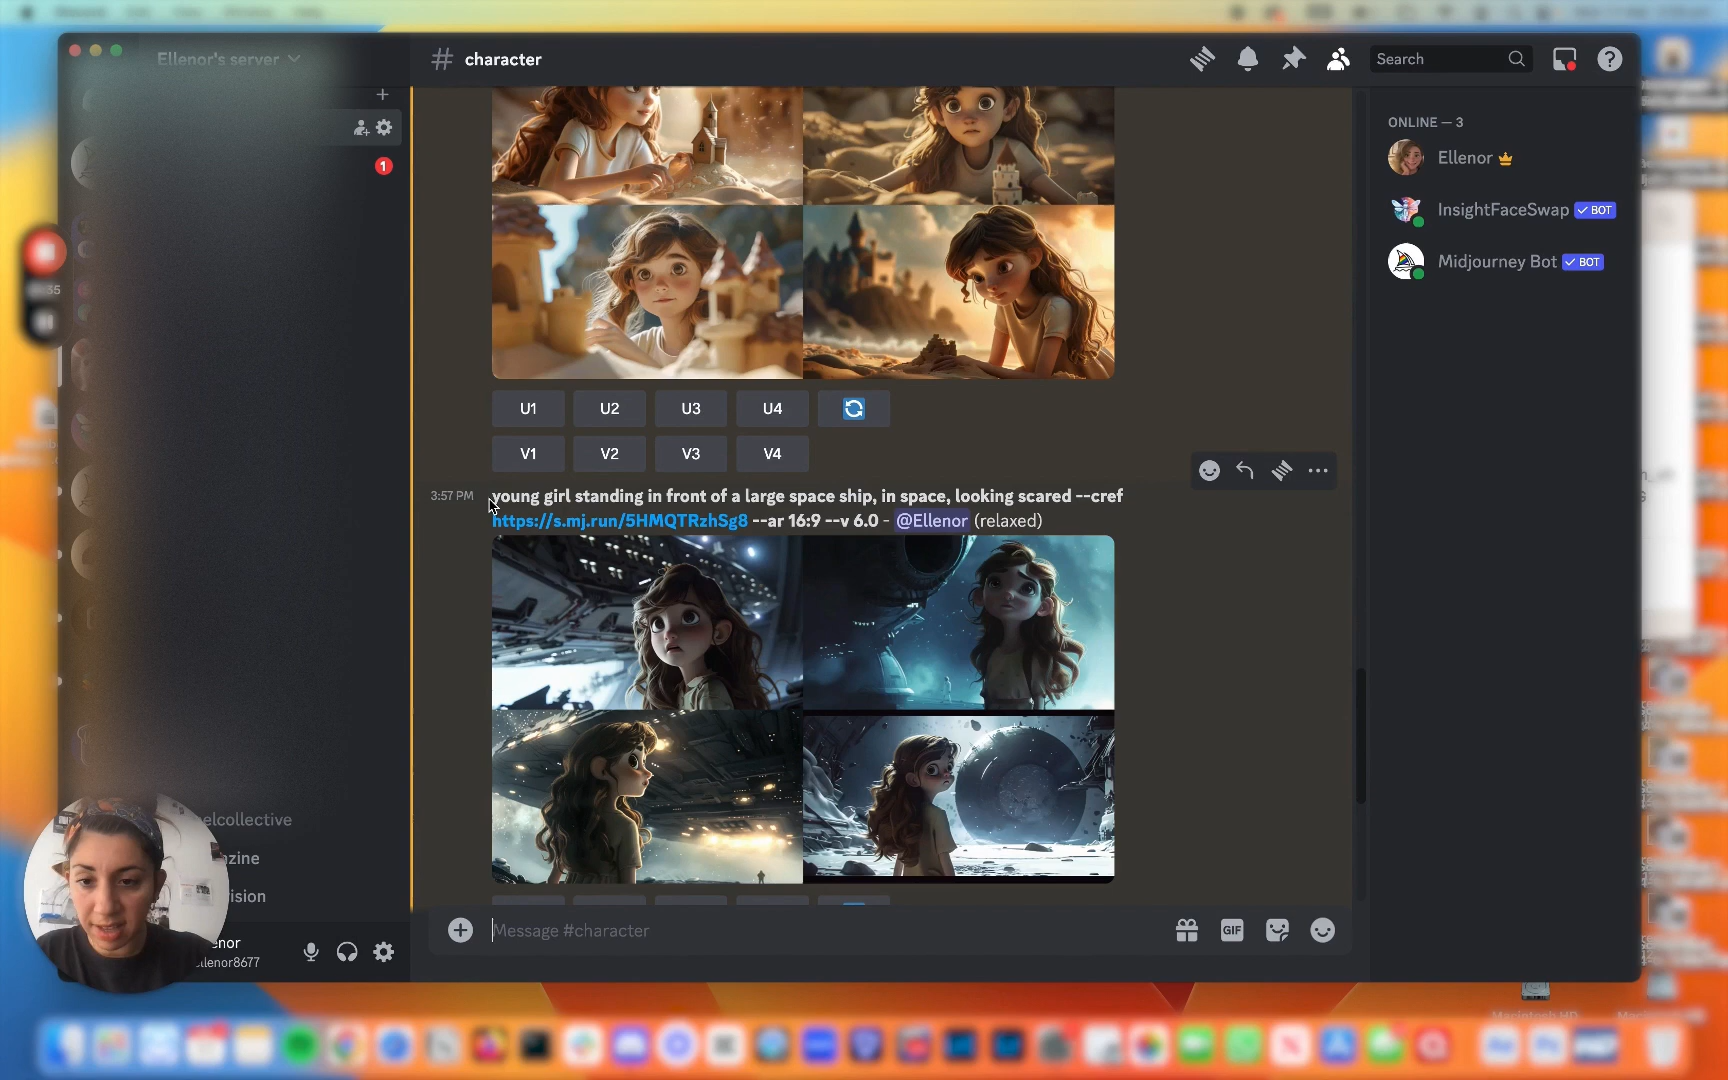 Ellenor's server
# character
Search
1
ONLINE — 3
Ellenor
InsightFaceSwap ✓ BOT
Midjourney Bot ✓ BOT
U1 U2 U3 U4
V1 V2 V3 V4
3:57 PM
young girl standing in front of a large space ship, in space, looking scared --cref
https://s.mj.run/5HMQTRzhSg8 --ar 16:9 --v 6.0 - @Ellenor (relaxed)
elcollective
zine
ision
enor
llenor8677
Message #character
GIF